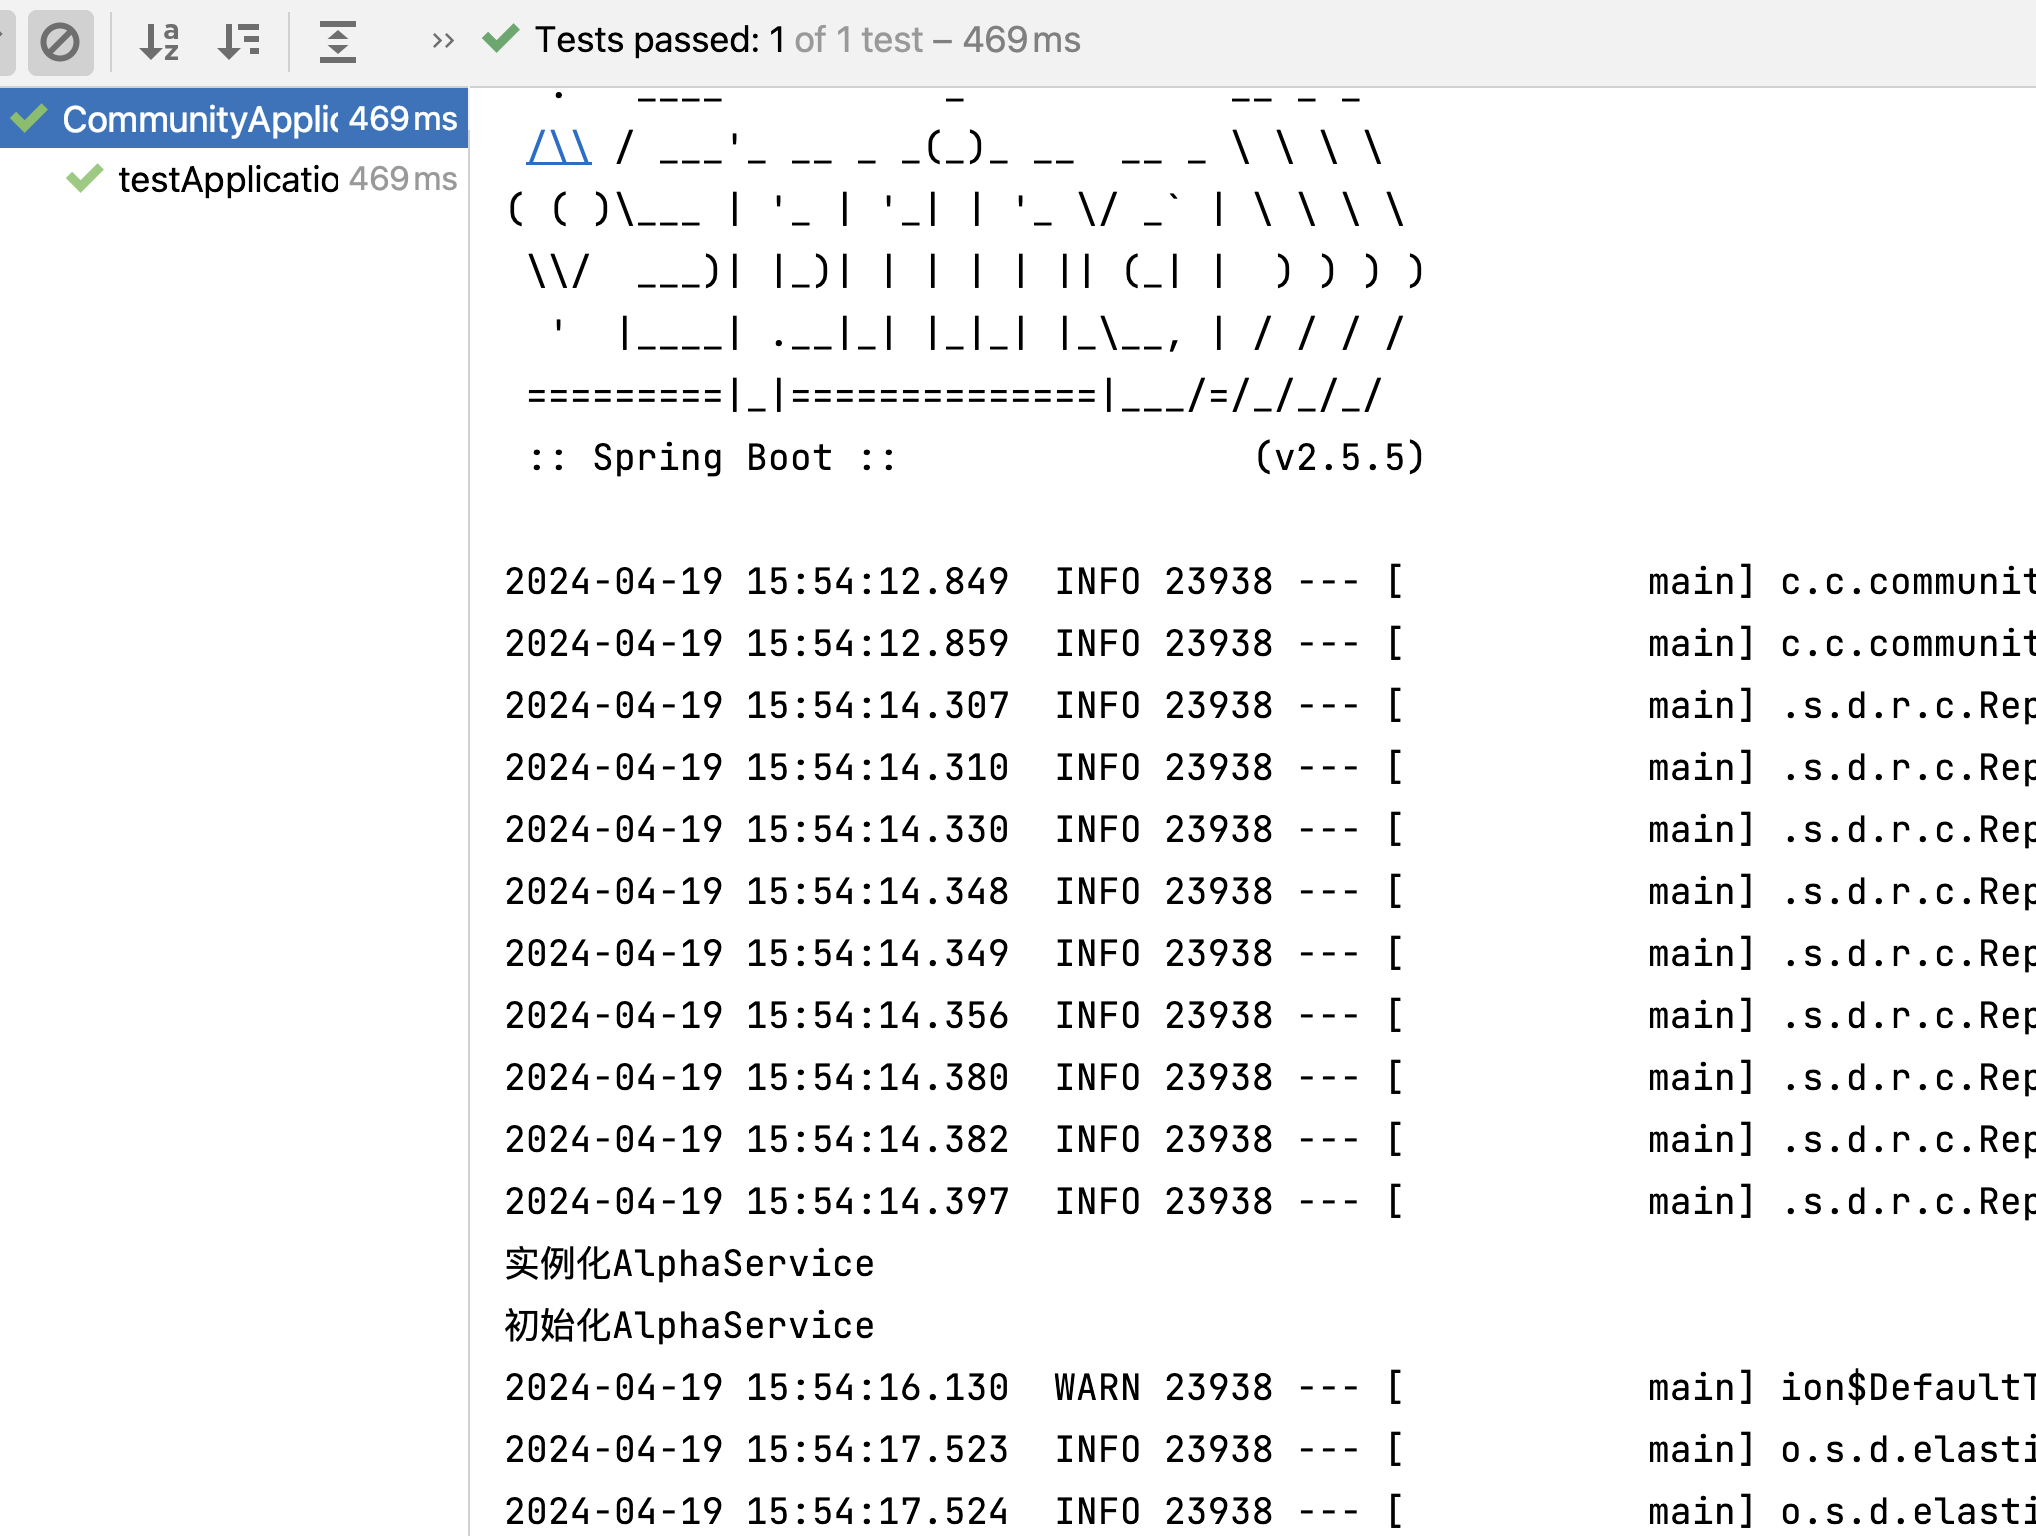 Tests passed: 1 of 1 test – 469 ms
CommunityApplic 469 ms
testApplicatio 469 ms
  .   ____          _            __ _ _
 /\\ / ___'_ __ _ _(_)_ __  __ _ \ \ \ \
( ( )\___ | '_ | '_| | '_ \/ _` | \ \ \ \
 \\/  ___)| |_)| | | | | || (_| |  ) ) ) )
  '  |____| .__|_| |_|_| |_\__, | / / / /
 =========|_|==============|___/=/_/_/_/
 :: Spring Boot ::                (v2.5.5)
2024-04-19 15:54:12.849  INFO 23938 --- [           main] c.c.communit
2024-04-19 15:54:12.859  INFO 23938 --- [           main] c.c.communit
2024-04-19 15:54:14.307  INFO 23938 --- [           main] .s.d.r.c.Rep
2024-04-19 15:54:14.310  INFO 23938 --- [           main] .s.d.r.c.Rep
2024-04-19 15:54:14.330  INFO 23938 --- [           main] .s.d.r.c.Rep
2024-04-19 15:54:14.348  INFO 23938 --- [           main] .s.d.r.c.Rep
2024-04-19 15:54:14.349  INFO 23938 --- [           main] .s.d.r.c.Rep
2024-04-19 15:54:14.356  INFO 23938 --- [           main] .s.d.r.c.Rep
2024-04-19 15:54:14.380  INFO 23938 --- [           main] .s.d.r.c.Rep
2024-04-19 15:54:14.382  INFO 23938 --- [           main] .s.d.r.c.Rep
2024-04-19 15:54:14.397  INFO 23938 --- [           main] .s.d.r.c.Rep
实例化AlphaService
初始化AlphaService
2024-04-19 15:54:16.130  WARN 23938 --- [           main] ion$DefaultT
2024-04-19 15:54:17.523  INFO 23938 --- [           main] o.s.d.elasti
2024-04-19 15:54:17.524  INFO 23938 --- [           main] o.s.d.elasti